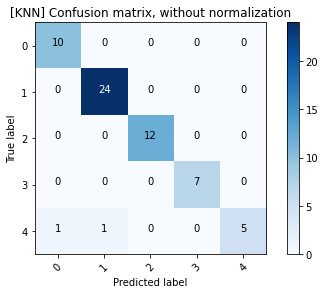 [KNN] Confusion matrix, without normalization
0 10 0 0 0 0
1 0 24 0 0 0
2 0 0 12 0 0
3 0 0 0 7 0
4 1 1 0 0 5
0 1 2 3 4
True label
Predicted label
20
15
10
5
0